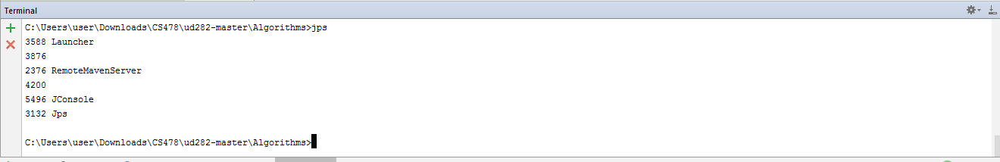 Terminal
C:\Users\user\Downloads\CS478\ud282-master\Algorithms>jps
3588 Launcher
3876
2376 RemoteMavenServer
4200
5496 JConsole
3132 Jps
C:\Users\user\Downloads\CS478\ud282-master\Algorithms>